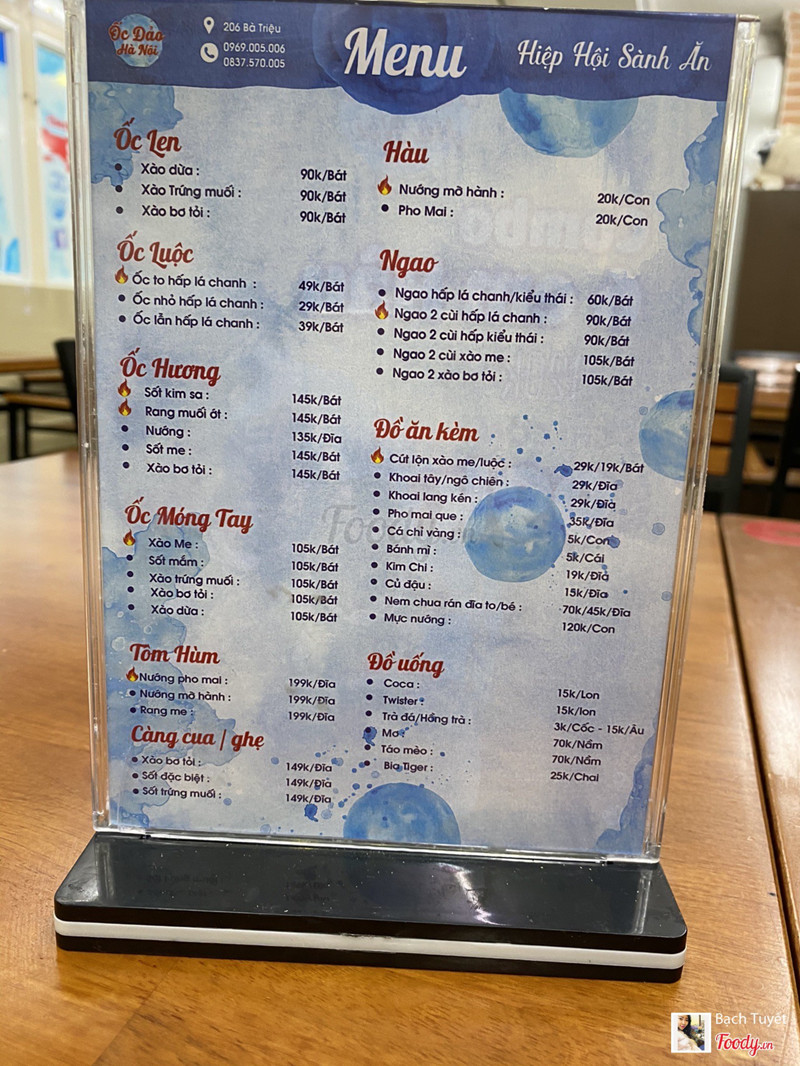 Ốc Đảo
Hà Nội
206 Bà Triệu
0969.005.006
0837.570.005
Menu
Hiệp Hội Sành Ăn
Ốc Len
Xào dừa : 90k/Bát
Xào Trứng muối : 90k/Bát
Xào bơ tỏi : 90k/Bát
Ốc Luộc
Ốc to hấp lá chanh : 49k/Bát
Ốc nhỏ hấp lá chanh : 29k/Bát
Ốc lẫn hấp lá chanh : 39k/Bát
Ốc Hương
Sốt kim sa : 145k/Bát
Rang muối ớt : 145k/Bát
Nướng : 135k/Đĩa
Sốt me : 145k/Bát
Xào bơ tỏi : 145k/Bát
Ốc Móng Tay
Xào Me : 105k/Bát
Sốt mắm : 105k/Bát
Xào trứng muối : 105k/Bát
Xào bơ tỏi : 105k/Bát
Xào dừa : 105k/Bát
Tôm Hùm
Nướng pho mai : 199k/Đĩa
Nướng mỡ hành : 199k/Đĩa
Rang me : 199k/Đĩa
Càng cua / ghẹ
Xào bơ tỏi : 149k/Đĩa
Sốt đặc biệt : 149k/Đĩa
Sốt trứng muối : 149k/Đĩa
Hàu
Nướng mỡ hành : 20k/Con
Pho Mai : 20k/Con
Ngao
Ngao hấp lá chanh/kiểu thái : 60k/Bát
Ngao 2 cùi hấp lá chanh : 90k/Bát
Ngao 2 cùi hấp kiểu thái : 90k/Bát
Ngao 2 cùi xào me : 105k/Bát
Ngao 2 xào bơ tỏi : 105k/Bát
Đồ ăn kèm
Cút lộn xào me/luộc : 29k/19k/Bát
Khoai tây/ngô chiên : 29k/Đĩa
Khoai lang kén : 29k/Đĩa
Pho mai que : 35k/Đĩa
Cá chỉ vàng : 5k/Con
Bánh mì : 5k/Cái
Kim Chi : 19k/Đĩa
Củ đậu : 15k/Đĩa
Nem chua rán đĩa to/bé : 70k/45k/Đĩa
Mực nướng : 120k/Con
Đồ uống
Coca : 15k/Lon
Twister : 15k/lon
Trà đá/Hồng trà : 3k/Cốc - 15k/Âu
Mơ : 70k/Nẩm
Táo mèo : 70k/Nẩm
Bia Tiger : 25k/Chai
Bach Tuyết
Foody.vn